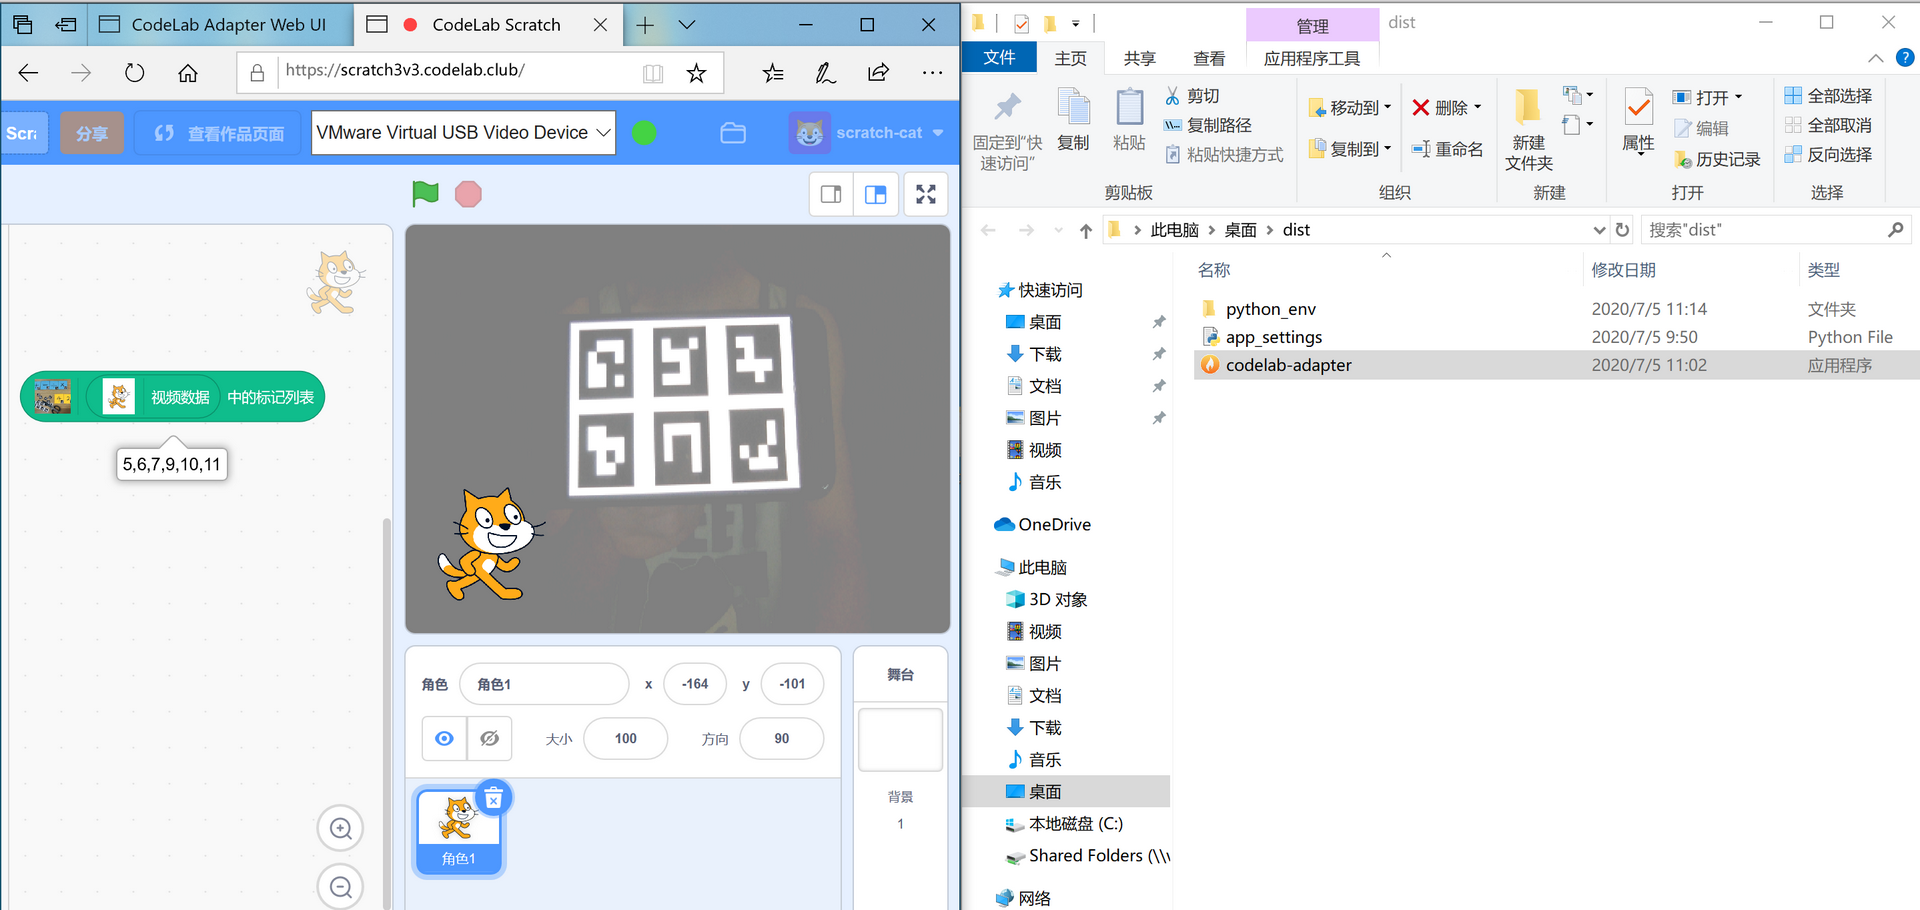 CodeLab Adapter Web UI
CodeLab Scratch
https://scratch3v3.codelab.club/
分享
查看作品页面
VMware Virtual USB Video Device
scratch-cat
视频数据
中的标记列表
5,6,7,9,10,11
角色
角色1
x
-164
y
-101
大小
100
方向
90
角色1
舞台
背景
1
管理
dist
文件
主页
共享
查看
应用程序工具
固定到“快
速访问”
复制
粘贴
剪切
复制路径
粘贴快捷方式
剪贴板
移动到
复制到
删除
重命名
组织
新建
文件夹
新建
属性
打开
编辑
历史记录
打开
全部选择
全部取消
反向选择
选择
此电脑
桌面
dist
搜索"dist"
名称
修改日期
类型
python_env
2020/7/5 11:14
文件夹
app_settings
2020/7/5 9:50
Python File
codelab-adapter
2020/7/5 11:02
应用程序
快速访问
桌面
下载
文档
图片
视频
音乐
OneDrive
此电脑
3D 对象
视频
图片
文档
下载
音乐
桌面
本地磁盘 (C:)
Shared Folders (\\
网络